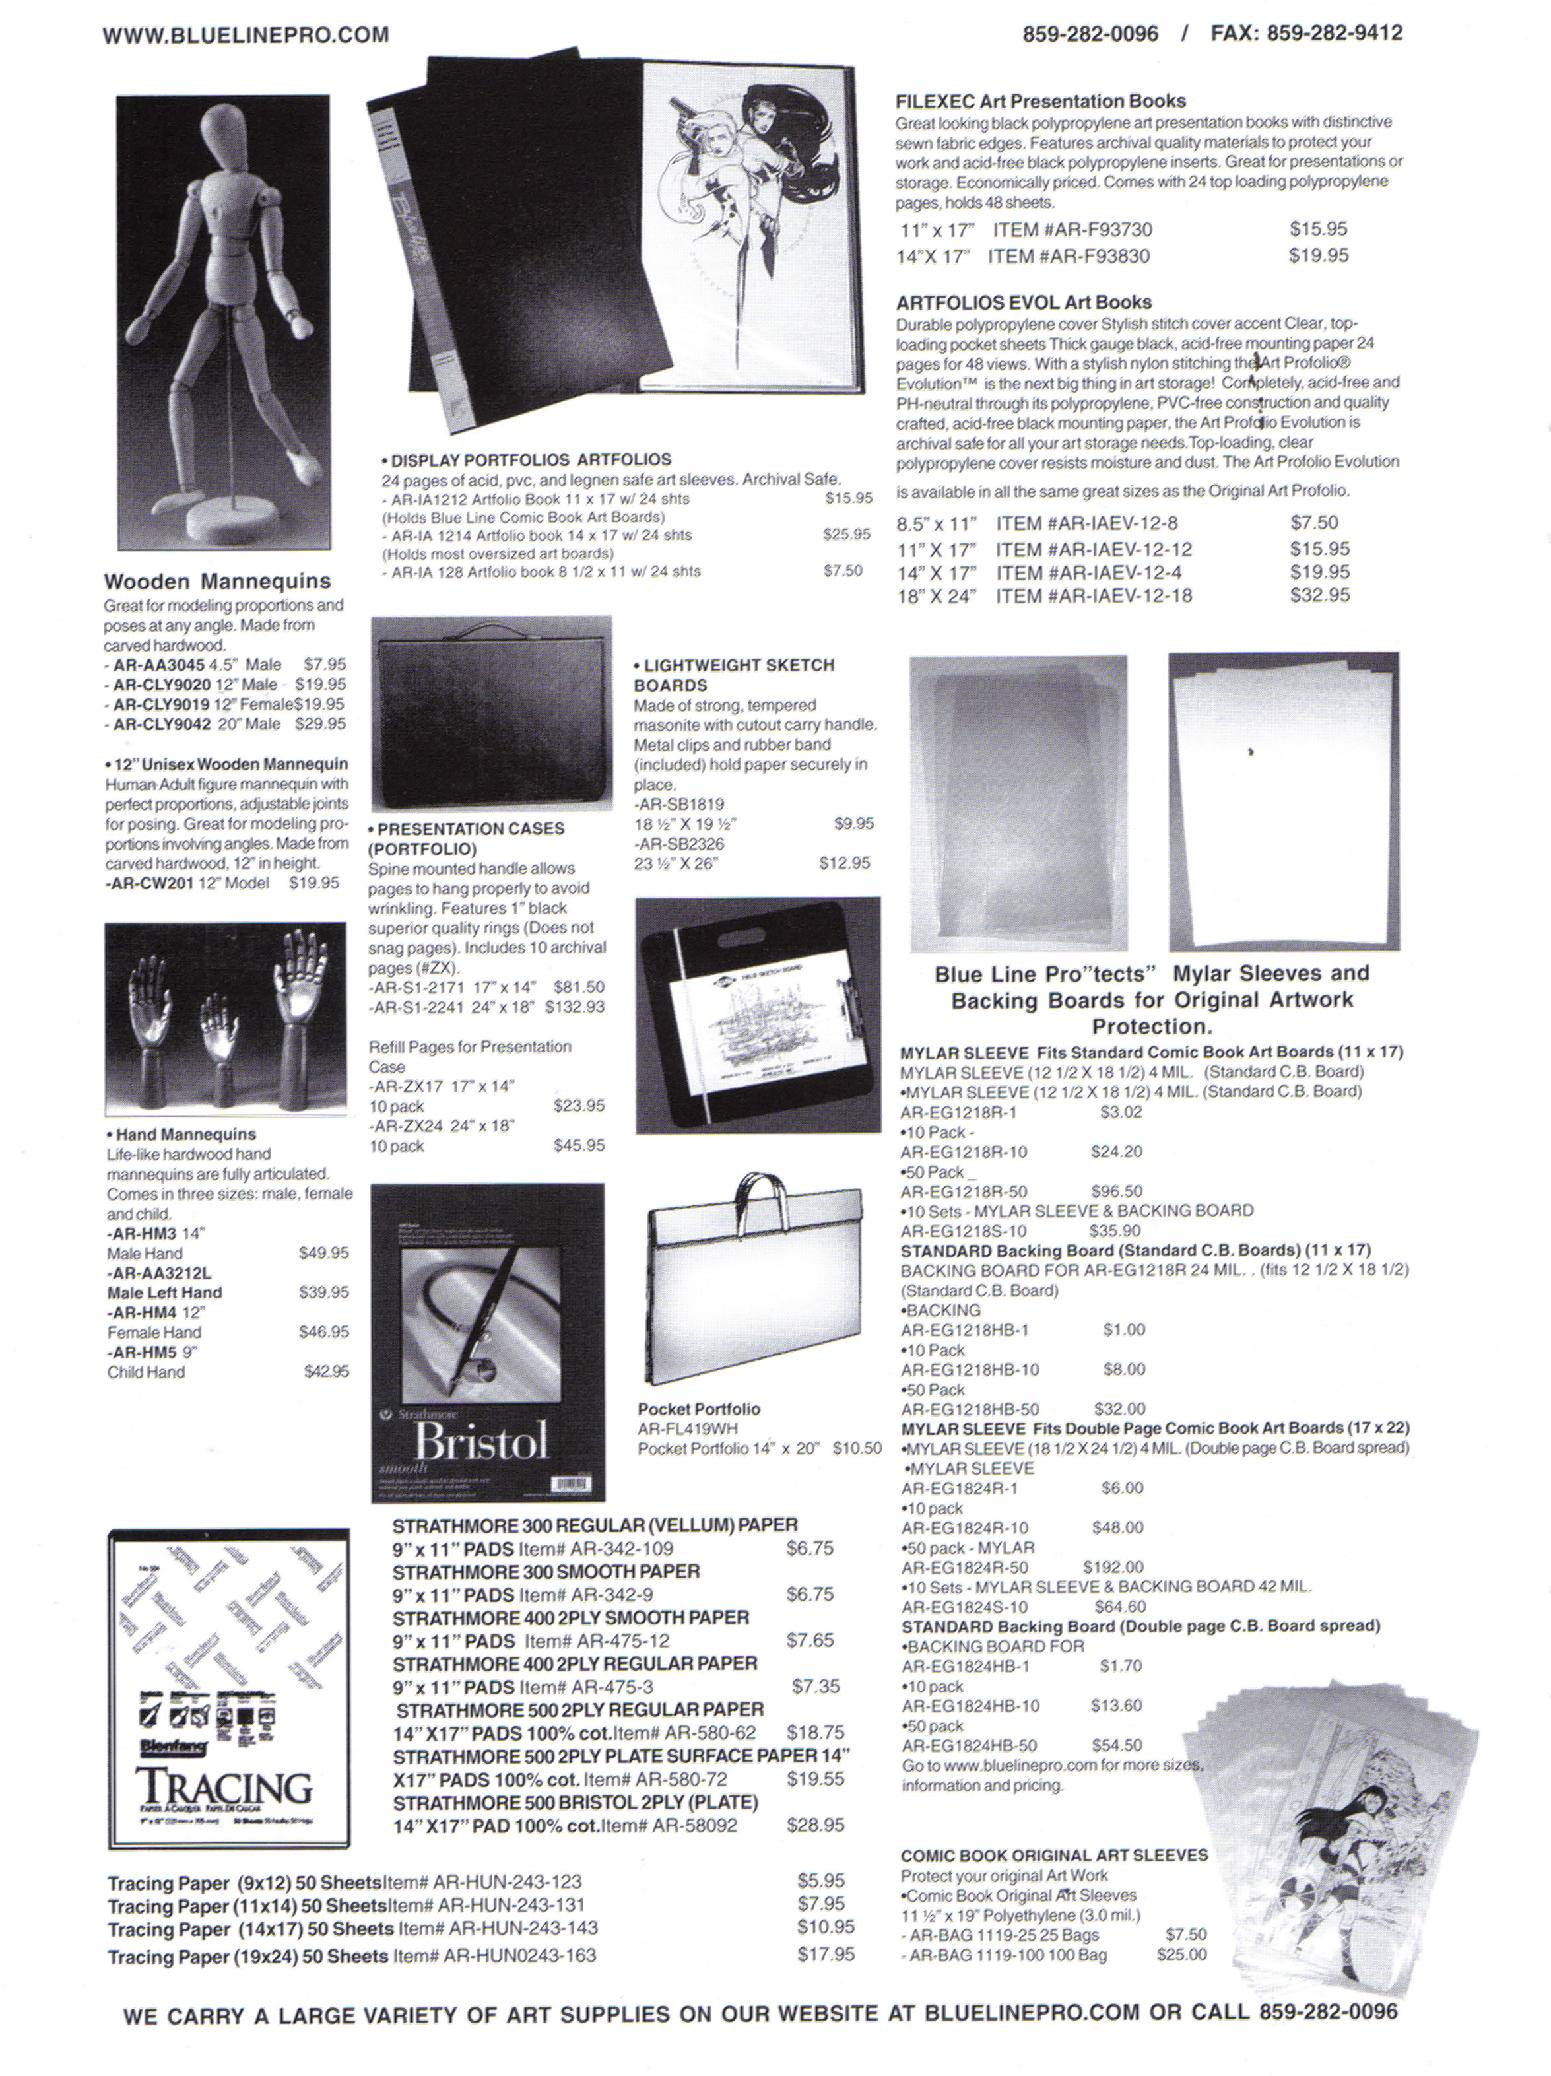 WWW.BLUELINEPRO.COM
859-282-0096 / FAX: 859-282-9412
Wooden Mannequins
Great for modeling proportions and
poses at any angle. Made from
carved hardwood.
- AR-AA3045 4.5" Male $7.95
- AR-CLY9020 12" Male $19.95
- AR-CLY9019 12" Female$19.95
- AR-CLY9042 20" Male $29.95
• 12" Unisex Wooden Mannequin
Human Adult figure mannequin with
perfect proportions, adjustable joints
for posing. Great for modeling pro-
portions involving angles. Made from
carved hardwood, 12" in height.
-AR-CW201 12" Model $19.95
• Hand Mannequins
Life-like hardwood hand
mannequins are fully articulated.
Comes in three sizes: male, female
and child.
-AR-HM3 14"
Male Hand $49.95
-AR-AA3212L
Male Left Hand $39.95
-AR-HM4 12"
Female Hand $46.95
-AR-HM5 9"
Child Hand $42.95
• DISPLAY PORTFOLIOS ARTFOLIOS
24 pages of acid, pvc, and legnen safe art sleeves. Archival Safe.
- AR-IA1212 Artfolio Book 11 x 17 w/ 24 shts $15.95
(Holds Blue Line Comic Book Art Boards)
- AR-IA 1214 Artfolio book 14 x 17 w/ 24 shts $25.95
(Holds most oversized art boards)
- AR-IA 128 Artfolio book 8 1/2 x 11 w/ 24 shts $7.50
• PRESENTATION CASES
(PORTFOLIO)
Spine mounted handle allows
pages to hang properly to avoid
wrinkling. Features 1" black
superior quality rings (Does not
snag pages). Includes 10 archival
pages (#ZX).
-AR-S1-2171 17" x 14" $81.50
-AR-S1-2241 24" x 18" $132.93
Refill Pages for Presentation
Case
-AR-ZX17 17" x 14"
10 pack $23.95
-AR-ZX24 24" x 18"
10 pack $45.95
• LIGHTWEIGHT SKETCH
BOARDS
Made of strong, tempered
masonite with cutout carry handle.
Metal clips and rubber band
(included) hold paper securely in
place.
-AR-SB1819
18 ½" X 19 ½" $9.95
-AR-SB2326
23 ½" X 26" $12.95
FIELD SKETCH BOARD
Pocket Portfolio
AR-FL419WH
Pocket Portfolio 14" x 20" $10.50
Strathmore
Bristol
smooth
STRATHMORE 300 REGULAR (VELLUM) PAPER
9" x 11" PADS Item# AR-342-109 $6.75
STRATHMORE 300 SMOOTH PAPER
9" x 11" PADS Item# AR-342-9 $6.75
STRATHMORE 400 2PLY SMOOTH PAPER
9" x 11" PADS Item# AR-475-12 $7.65
STRATHMORE 400 2PLY REGULAR PAPER
9" x 11" PADS Item# AR-475-3 $7.35
STRATHMORE 500 2PLY REGULAR PAPER
14" X17" PADS 100% cot.Item# AR-580-62 $18.75
STRATHMORE 500 2PLY PLATE SURFACE PAPER 14"
X17" PADS 100% cot. Item# AR-580-72 $19.55
STRATHMORE 500 BRISTOL 2PLY (PLATE)
14" X17" PAD 100% cot.Item# AR-58092 $28.95
Bienfang
TRACING
Tracing Paper (9x12) 50 SheetsItem# AR-HUN-243-123 $5.95
Tracing Paper (11x14) 50 SheetsItem# AR-HUN-243-131 $7.95
Tracing Paper (14x17) 50 Sheets Item# AR-HUN-243-143 $10.95
Tracing Paper (19x24) 50 Sheets Item# AR-HUN0243-163 $17.95
FILEXEC Art Presentation Books
Great looking black polypropylene art presentation books with distinctive
sewn fabric edges. Features archival quality materials to protect your
work and acid-free black polypropylene inserts. Great for presentations or
storage. Economically priced. Comes with 24 top loading polypropylene
pages, holds 48 sheets.
11" x 17" ITEM #AR-F93730 $15.95
14"X 17" ITEM #AR-F93830 $19.95
ARTFOLIOS EVOL Art Books
Durable polypropylene cover Stylish stitch cover accent Clear, top-
loading pocket sheets Thick gauge black, acid-free mounting paper 24
pages for 48 views. With a stylish nylon stitching the Art Profolio®
Evolution™ is the next big thing in art storage! Completely, acid-free and
PH-neutral through its polypropylene, PVC-free construction and quality
crafted, acid-free black mounting paper, the Art Profolio Evolution is
archival safe for all your art storage needs. Top-loading, clear
polypropylene cover resists moisture and dust. The Art Profolio Evolution
is available in all the same great sizes as the Original Art Profolio.
8.5" x 11" ITEM #AR-IAEV-12-8 $7.50
11" X 17" ITEM #AR-IAEV-12-12 $15.95
14" X 17" ITEM #AR-IAEV-12-4 $19.95
18" X 24" ITEM #AR-IAEV-12-18 $32.95
Blue Line Pro"tects" Mylar Sleeves and
Backing Boards for Original Artwork
Protection.
MYLAR SLEEVE Fits Standard Comic Book Art Boards (11 x 17)
MYLAR SLEEVE (12 1/2 X 18 1/2) 4 MIL. (Standard C.B. Board)
•MYLAR SLEEVE (12 1/2 X 18 1/2) 4 MIL. (Standard C.B. Board)
AR-EG1218R-1 $3.02
•10 Pack -
AR-EG1218R-10 $24.20
•50 Pack _
AR-EG1218R-50 $96.50
•10 Sets - MYLAR SLEEVE & BACKING BOARD
AR-EG1218S-10 $35.90
STANDARD Backing Board (Standard C.B. Boards) (11 x 17)
BACKING BOARD FOR AR-EG1218R 24 MIL. . (fits 12 1/2 X 18 1/2)
(Standard C.B. Board)
•BACKING
AR-EG1218HB-1 $1.00
•10 Pack
AR-EG1218HB-10 $8.00
•50 Pack
AR-EG1218HB-50 $32.00
MYLAR SLEEVE Fits Double Page Comic Book Art Boards (17 x 22)
•MYLAR SLEEVE (18 1/2 X 24 1/2) 4 MIL. (Double page C.B. Board spread)
•MYLAR SLEEVE
AR-EG1824R-1 $6.00
•10 pack
AR-EG1824R-10 $48.00
•50 pack - MYLAR
AR-EG1824R-50 $192.00
•10 Sets - MYLAR SLEEVE & BACKING BOARD 42 MIL.
AR-EG1824S-10 $64.60
STANDARD Backing Board (Double page C.B. Board spread)
•BACKING BOARD FOR
AR-EG1824HB-1 $1.70
•10 pack
AR-EG1824HB-10 $13.60
•50 pack
AR-EG1824HB-50 $54.50
Go to www.bluelinepro.com for more sizes,
information and pricing.
COMIC BOOK ORIGINAL ART SLEEVES
Protect your original Art Work
•Comic Book Original Art Sleeves
11 ½" x 19" Polyethylene (3.0 mil.)
- AR-BAG 1119-25 25 Bags $7.50
- AR-BAG 1119-100 100 Bag $25.00
WE CARRY A LARGE VARIETY OF ART SUPPLIES ON OUR WEBSITE AT BLUELINEPRO.COM OR CALL 859-282-0096